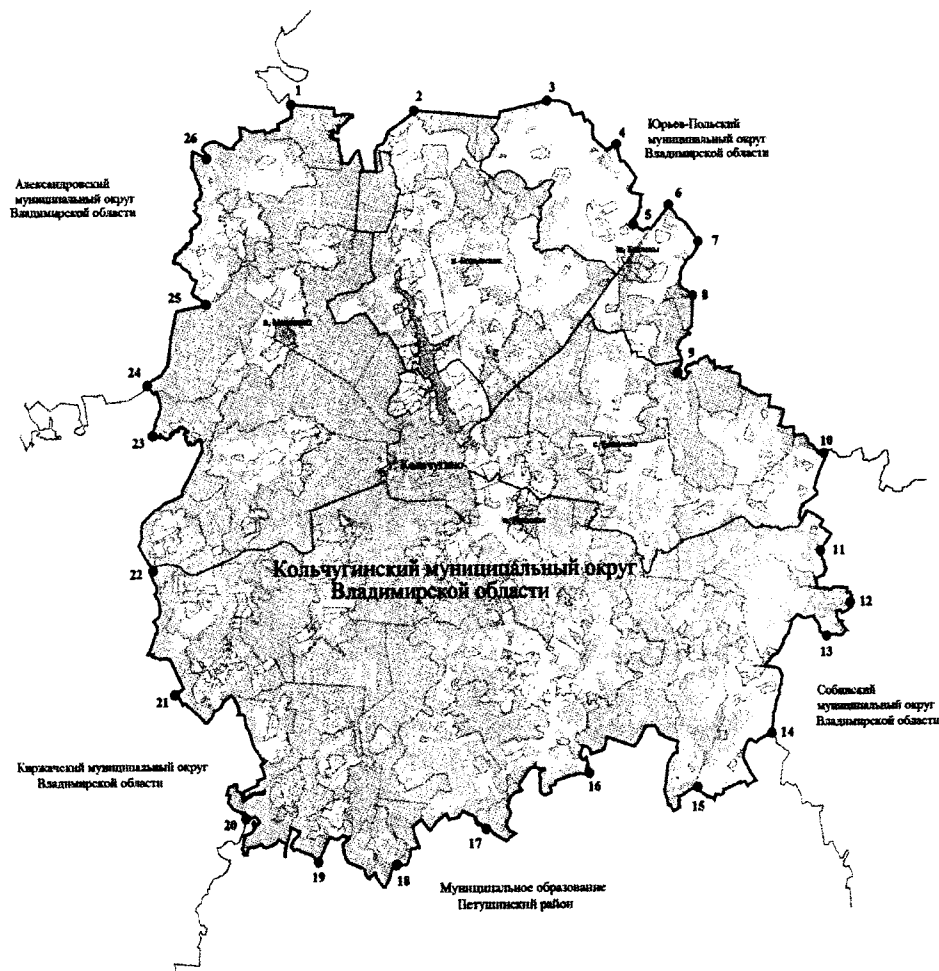 1
2
3
4
Юрьев-Польский
муниципальный округ
Владимирской области
26
Александровский
муниципальный округ
Владимирской области
5
6
7
8
25
9
24
23
10
г. Кольчугино
11
22
Кольчугинский муниципальный округ
Владимирской области
12
13
21
Собинский
муниципальный округ
Владимирской области
14
Киржачский муниципальный округ
Владимирской области
16
15
20
17
19
18
Муниципальное образование
Петушинский район